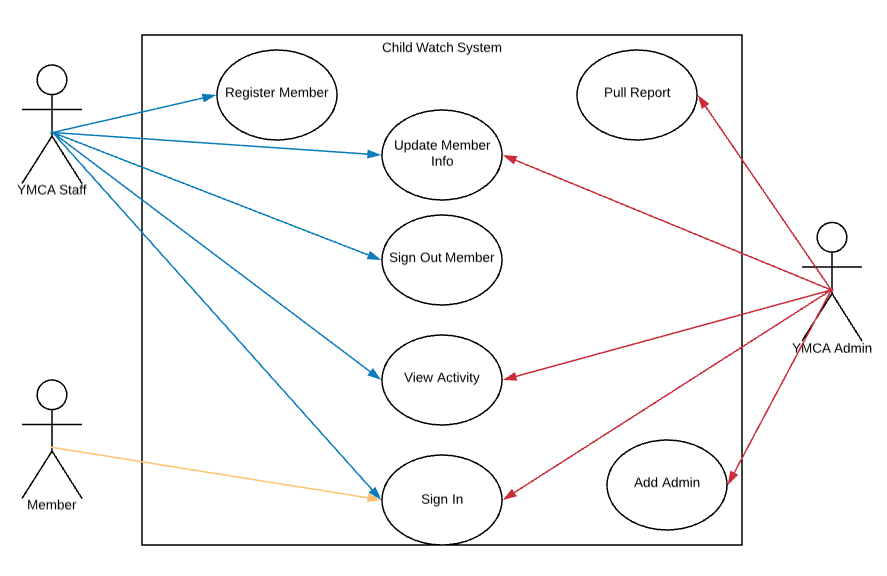 Child Watch System
Register Member
Pull Report
Update Member
Info
YMCA Staff
Sign Out Member
YMCA Admin
View Activity
Add Admin
Sign In
Member